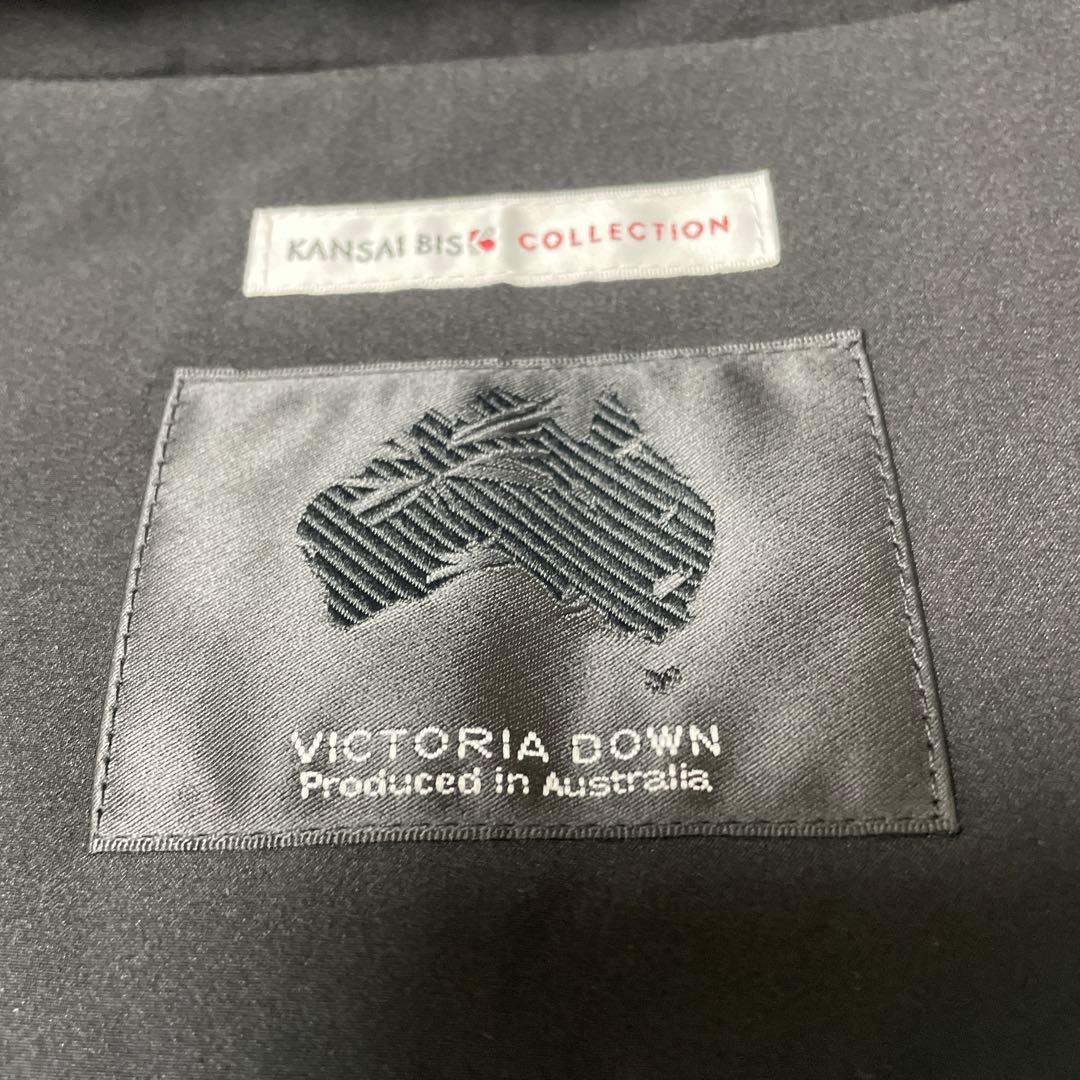 KANSAI BIS COLLECTION
VICTORIA DOWN
Produced in Australia